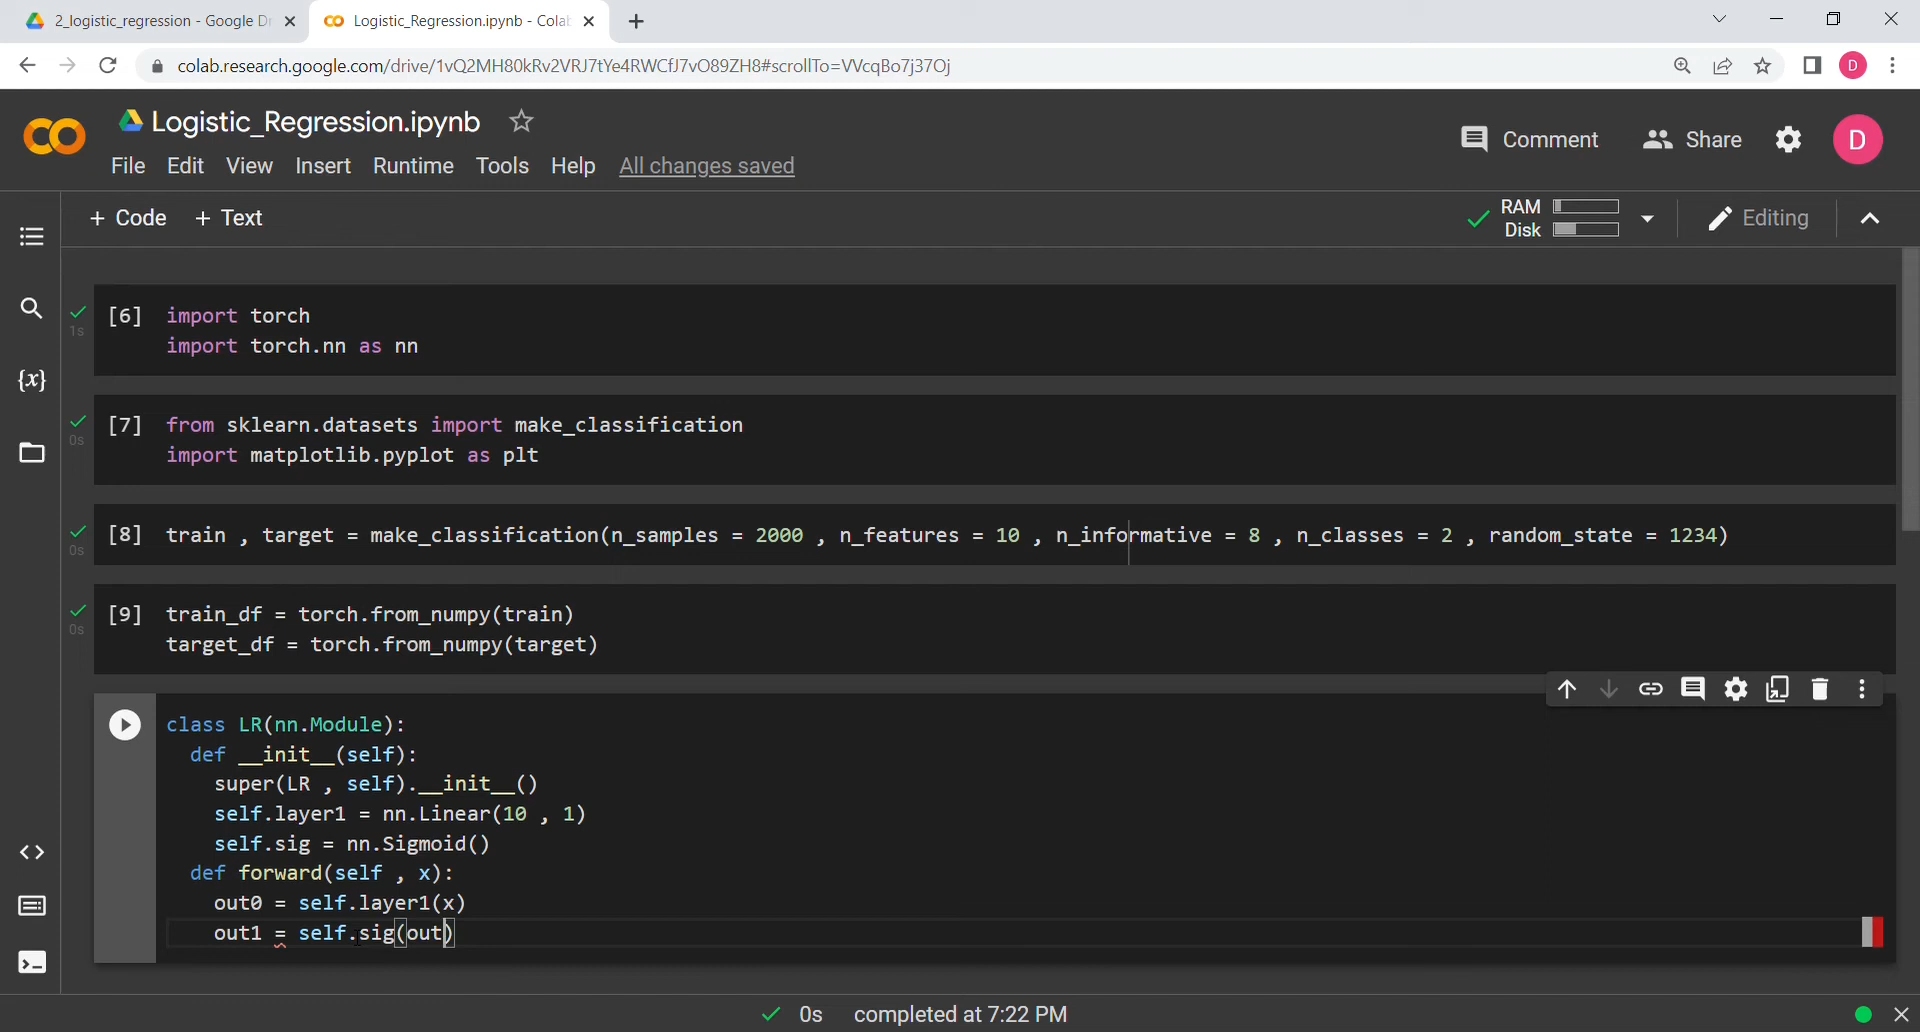 2_logistic_regression - Google Dr
Logistic_Regression.ipynb - Colab
colab.research.google.com/drive/1vQ2MH80kRv2VRJ7tYe4RWCfJ7vO89ZH8#scrollTo=VVcqBo7j37Oj
D
Logistic_Regression.ipynb
Comment
Share
D
File Edit View Insert Runtime Tools Help All changes saved
+ Code + Text
RAM
Disk
Editing
{x}
[6] import torch
1s
import torch.nn as nn
[7] from sklearn.datasets import make_classification
0s
import matplotlib.pyplot as plt
[8] train , target = make_classification(n_samples = 2000 , n_features = 10 , n_informative = 8 , n_classes = 2 , random_state = 1234)
0s
[9] train_df = torch.from_numpy(train)
0s
target_df = torch.from_numpy(target)
class LR(nn.Module):
def __init__(self):
super(LR , self).__init__()
self.layer1 = nn.Linear(10 , 1)
self.sig = nn.Sigmoid()
def forward(self , x):
out0 = self.layer1(x)
out1 = self.sig(out)
0s completed at 7:22 PM